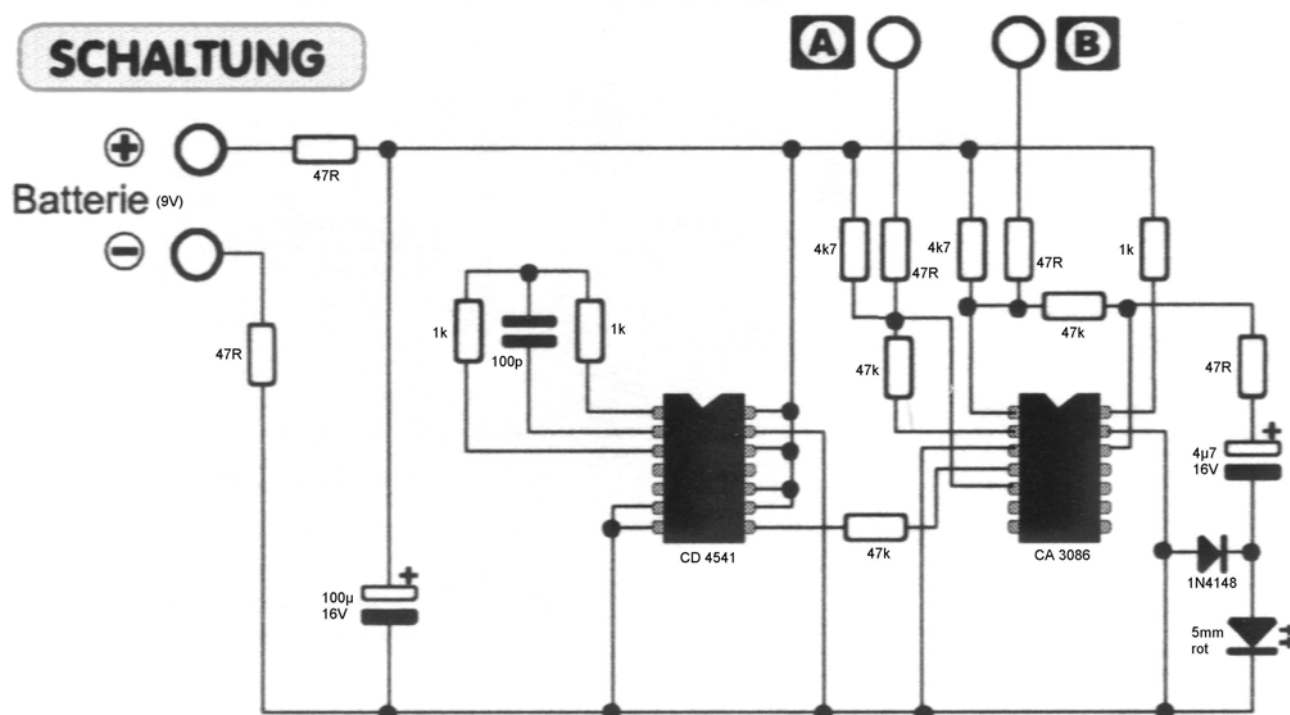 SCHALTUNG
A
B
+
47R
Batterie (9V)
−
4k7
47R
4k7
47R
1k
47k
47R
1k
100p
1k
47k
47R
4µ7
16V
+
CD 4541
47k
CA 3086
1N4148
100µ
16V
+
5mm
rot